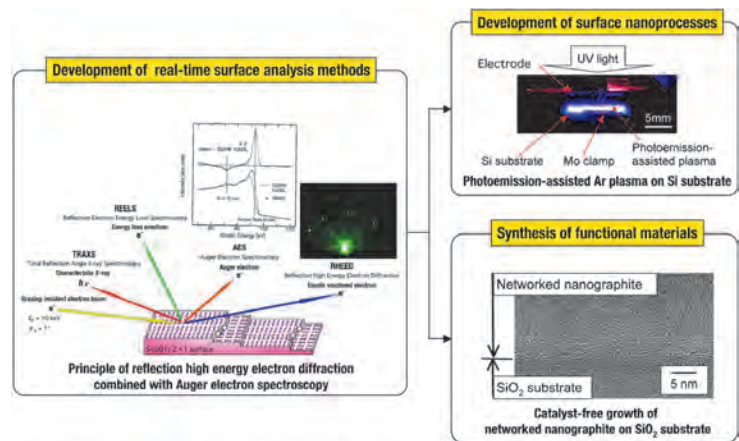 Development of real-time surface analysis methods
REELS
Reflection Electron Energy Loss Spectroscopy
Energy loss electron
e⁻
TRAXS
Total Reflection Angle X-ray Spectroscopy
Characteristic X-ray
hν
AES
Auger Electron Spectroscopy
Auger electron
e⁻
RHEED
Reflection High Energy Electron Diffraction
Elastic scattered electron
e⁻
Grazing-incident electron beam
e⁻
Si(001) 2×1 surface
Principle of reflection high energy electron diffraction
combined with Auger electron spectroscopy
Development of surface nanoprocesses
UV light
Electrode
5mm
Si substrate
Mo clamp
Photoemission-
assisted plasma
Photoemission-assisted Ar plasma on Si substrate
Synthesis of functional materials
Networked nanographite
SiO₂ substrate
5 nm
Catalyst-free growth of
networked nanographite on SiO₂ substrate